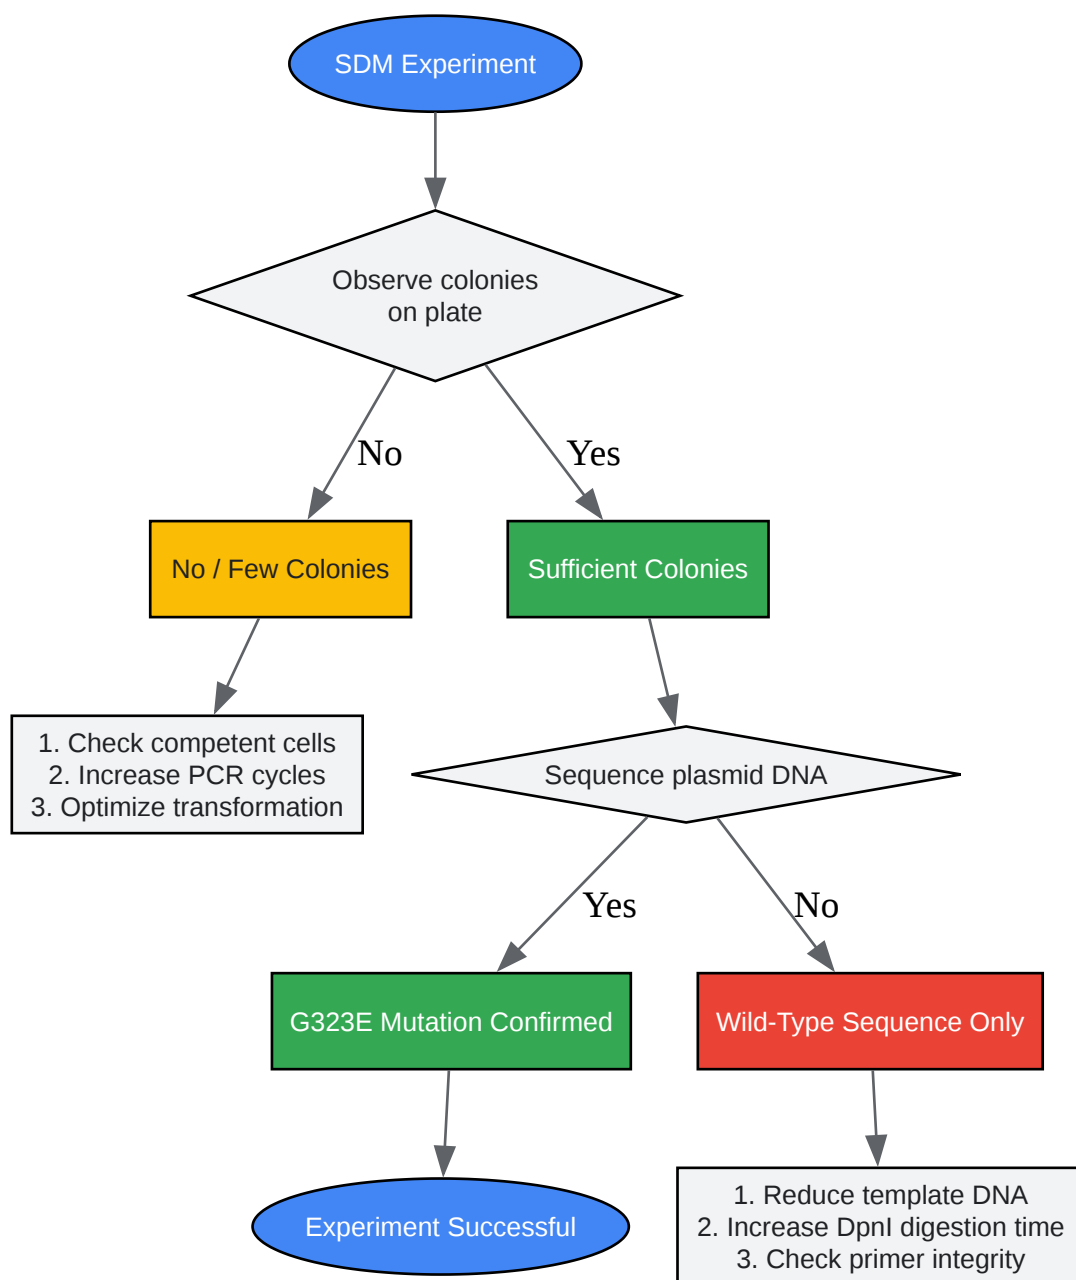 SDM Experiment
Observe colonies
on plate
No
Yes
No / Few Colonies
Sufficient Colonies
1. Check competent cells
2. Increase PCR cycles
3. Optimize transformation
Sequence plasmid DNA
Yes
No
G323E Mutation Confirmed
Wild-Type Sequence Only
Experiment Successful
1. Reduce template DNA
2. Increase DpnI digestion time
3. Check primer integrity